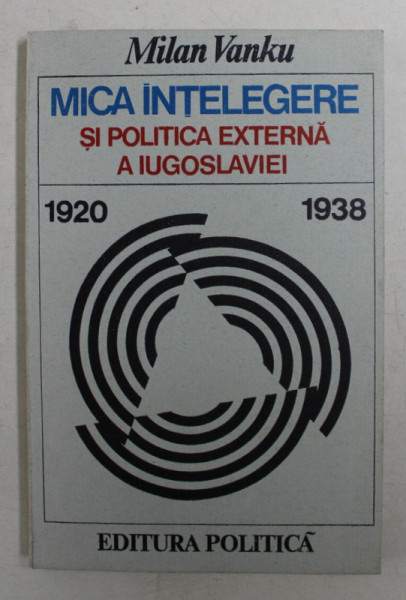 Milan Vanku
MICA ÎNȚELEGERE
ȘI POLITICA EXTERNĂ
A IUGOSLAVIEI
1920 1938
EDITURA POLITICĂ